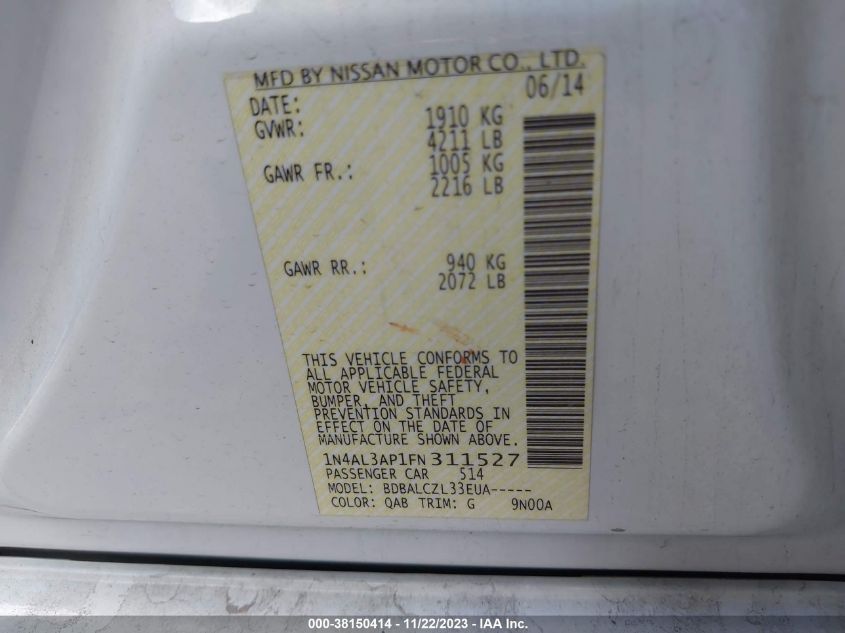 MFD BY NISSAN MOTOR CO., LTD.
DATE: 06/14
GVWR: 1910 KG
4211 LB
GAWR FR.: 1005 KG
2216 LB
GAWR RR.: 940 KG
2072 LB
THIS VEHICLE CONFORMS TO
ALL APPLICABLE FEDERAL
MOTOR VEHICLE SAFETY,
BUMPER, AND THEFT
PREVENTION STANDARDS IN
EFFECT ON THE DATE OF
MANUFACTURE SHOWN ABOVE.
1N4AL3AP1FN311527
PASSENGER CAR 514
MODEL: BDBALCZL33EUA-----
COLOR: QAB TRIM: G 9N00A
000-38150414 - 11/22/2023 - IAA Inc.